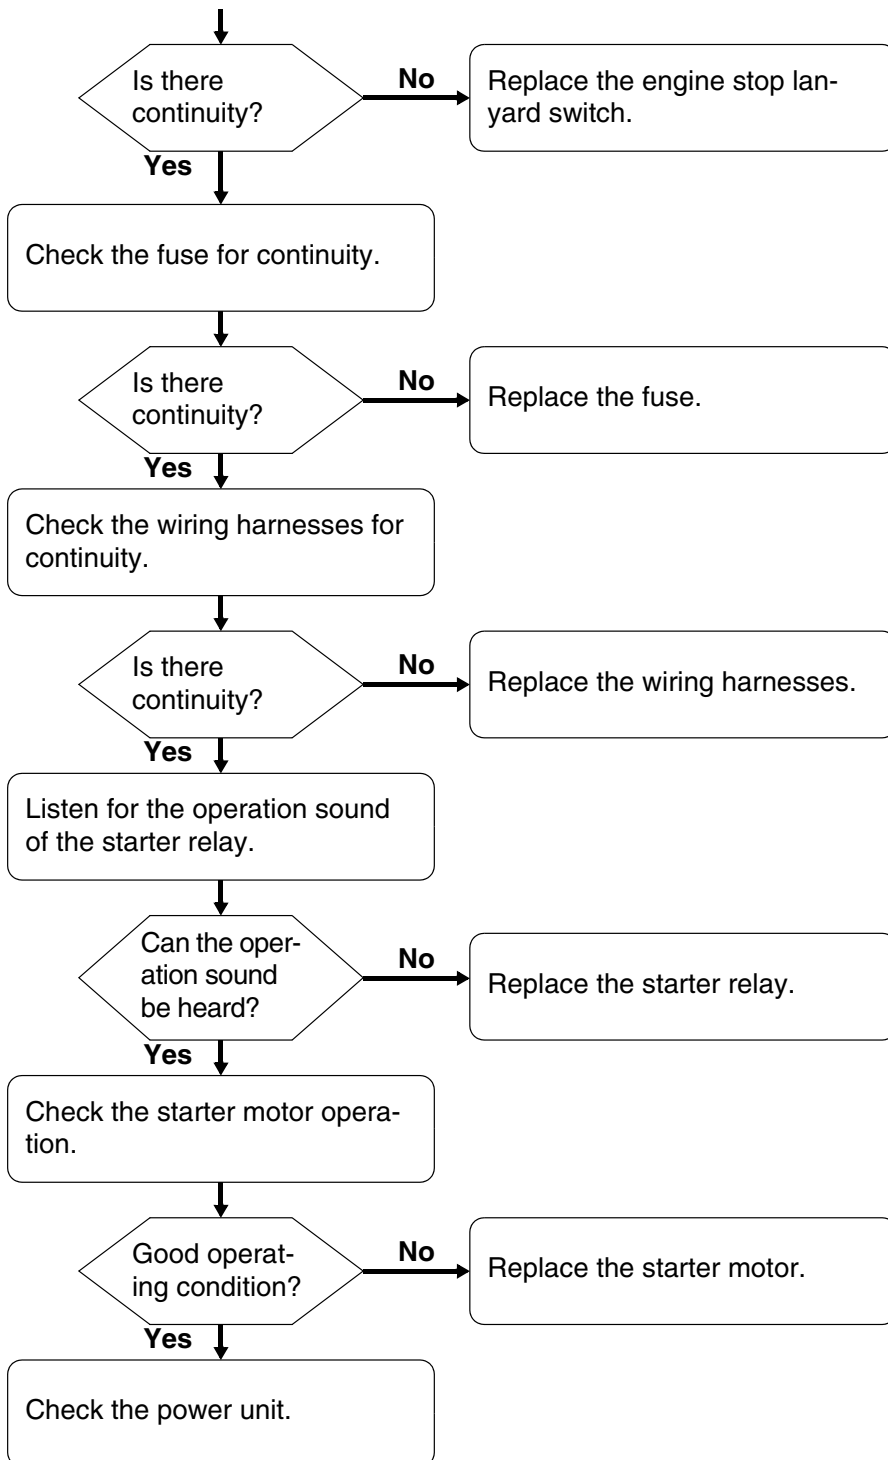 Is there
continuity?
No
Replace the engine stop lan-
yard switch.
Yes
Check the fuse for continuity.
Is there
continuity?
No
Replace the fuse.
Yes
Check the wiring harnesses for
continuity.
Is there
continuity?
No
Replace the wiring harnesses.
Yes
Listen for the operation sound
of the starter relay.
Can the oper-
ation sound
be heard?
No
Replace the starter relay.
Yes
Check the starter motor opera-
tion.
Good operat-
ing condition?
No
Replace the starter motor.
Yes
Check the power unit.